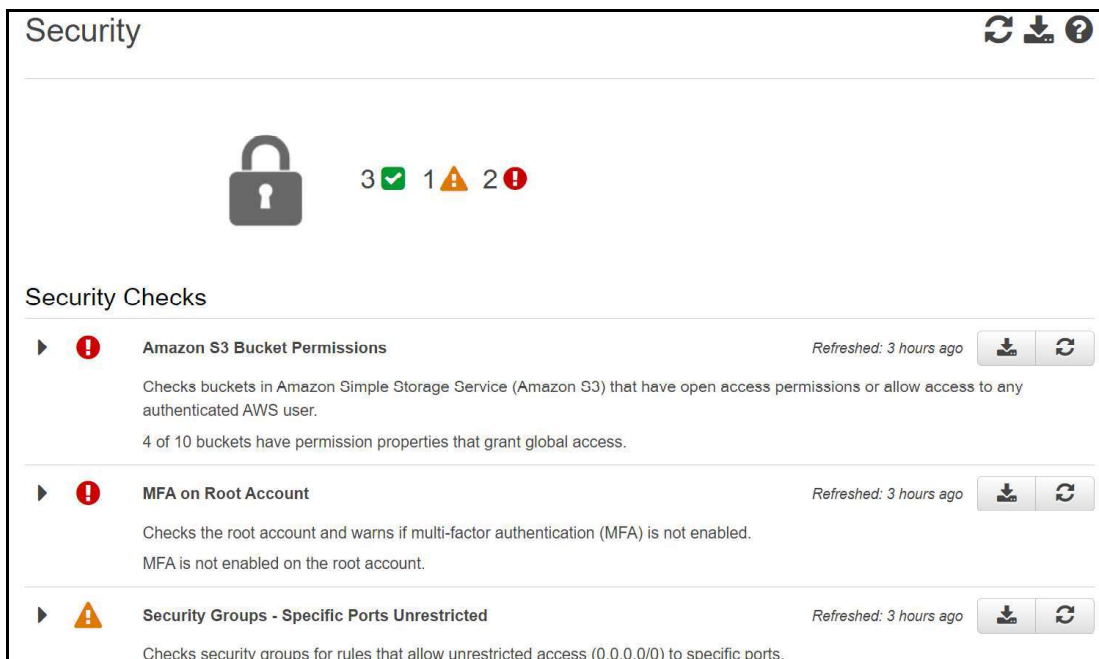 Security
3 1 2
Security Checks
Amazon S3 Bucket Permissions Refreshed: 3 hours ago
Checks buckets in Amazon Simple Storage Service (Amazon S3) that have open access permissions or allow access to any
authenticated AWS user.
4 of 10 buckets have permission properties that grant global access.
MFA on Root Account Refreshed: 3 hours ago
Checks the root account and warns if multi-factor authentication (MFA) is not enabled.
MFA is not enabled on the root account.
Security Groups - Specific Ports Unrestricted Refreshed: 3 hours ago
Checks security groups for rules that allow unrestricted access (0.0.0.0/0) to specific ports.